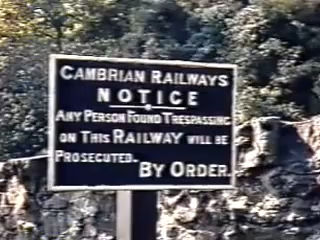 CAMBRIAN RAILWAYS
NOTICE
ANY PERSON FOUND TRESPASSING
ON THIS RAILWAY WILL BE
PROSECUTED. BY ORDER.